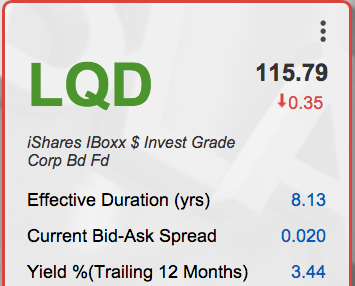 LQD
115.79
↓0.35
iShares IBoxx $ Invest Grade
Corp Bd Fd
Effective Duration (yrs) 8.13
Current Bid-Ask Spread 0.020
Yield %(Trailing 12 Months) 3.44